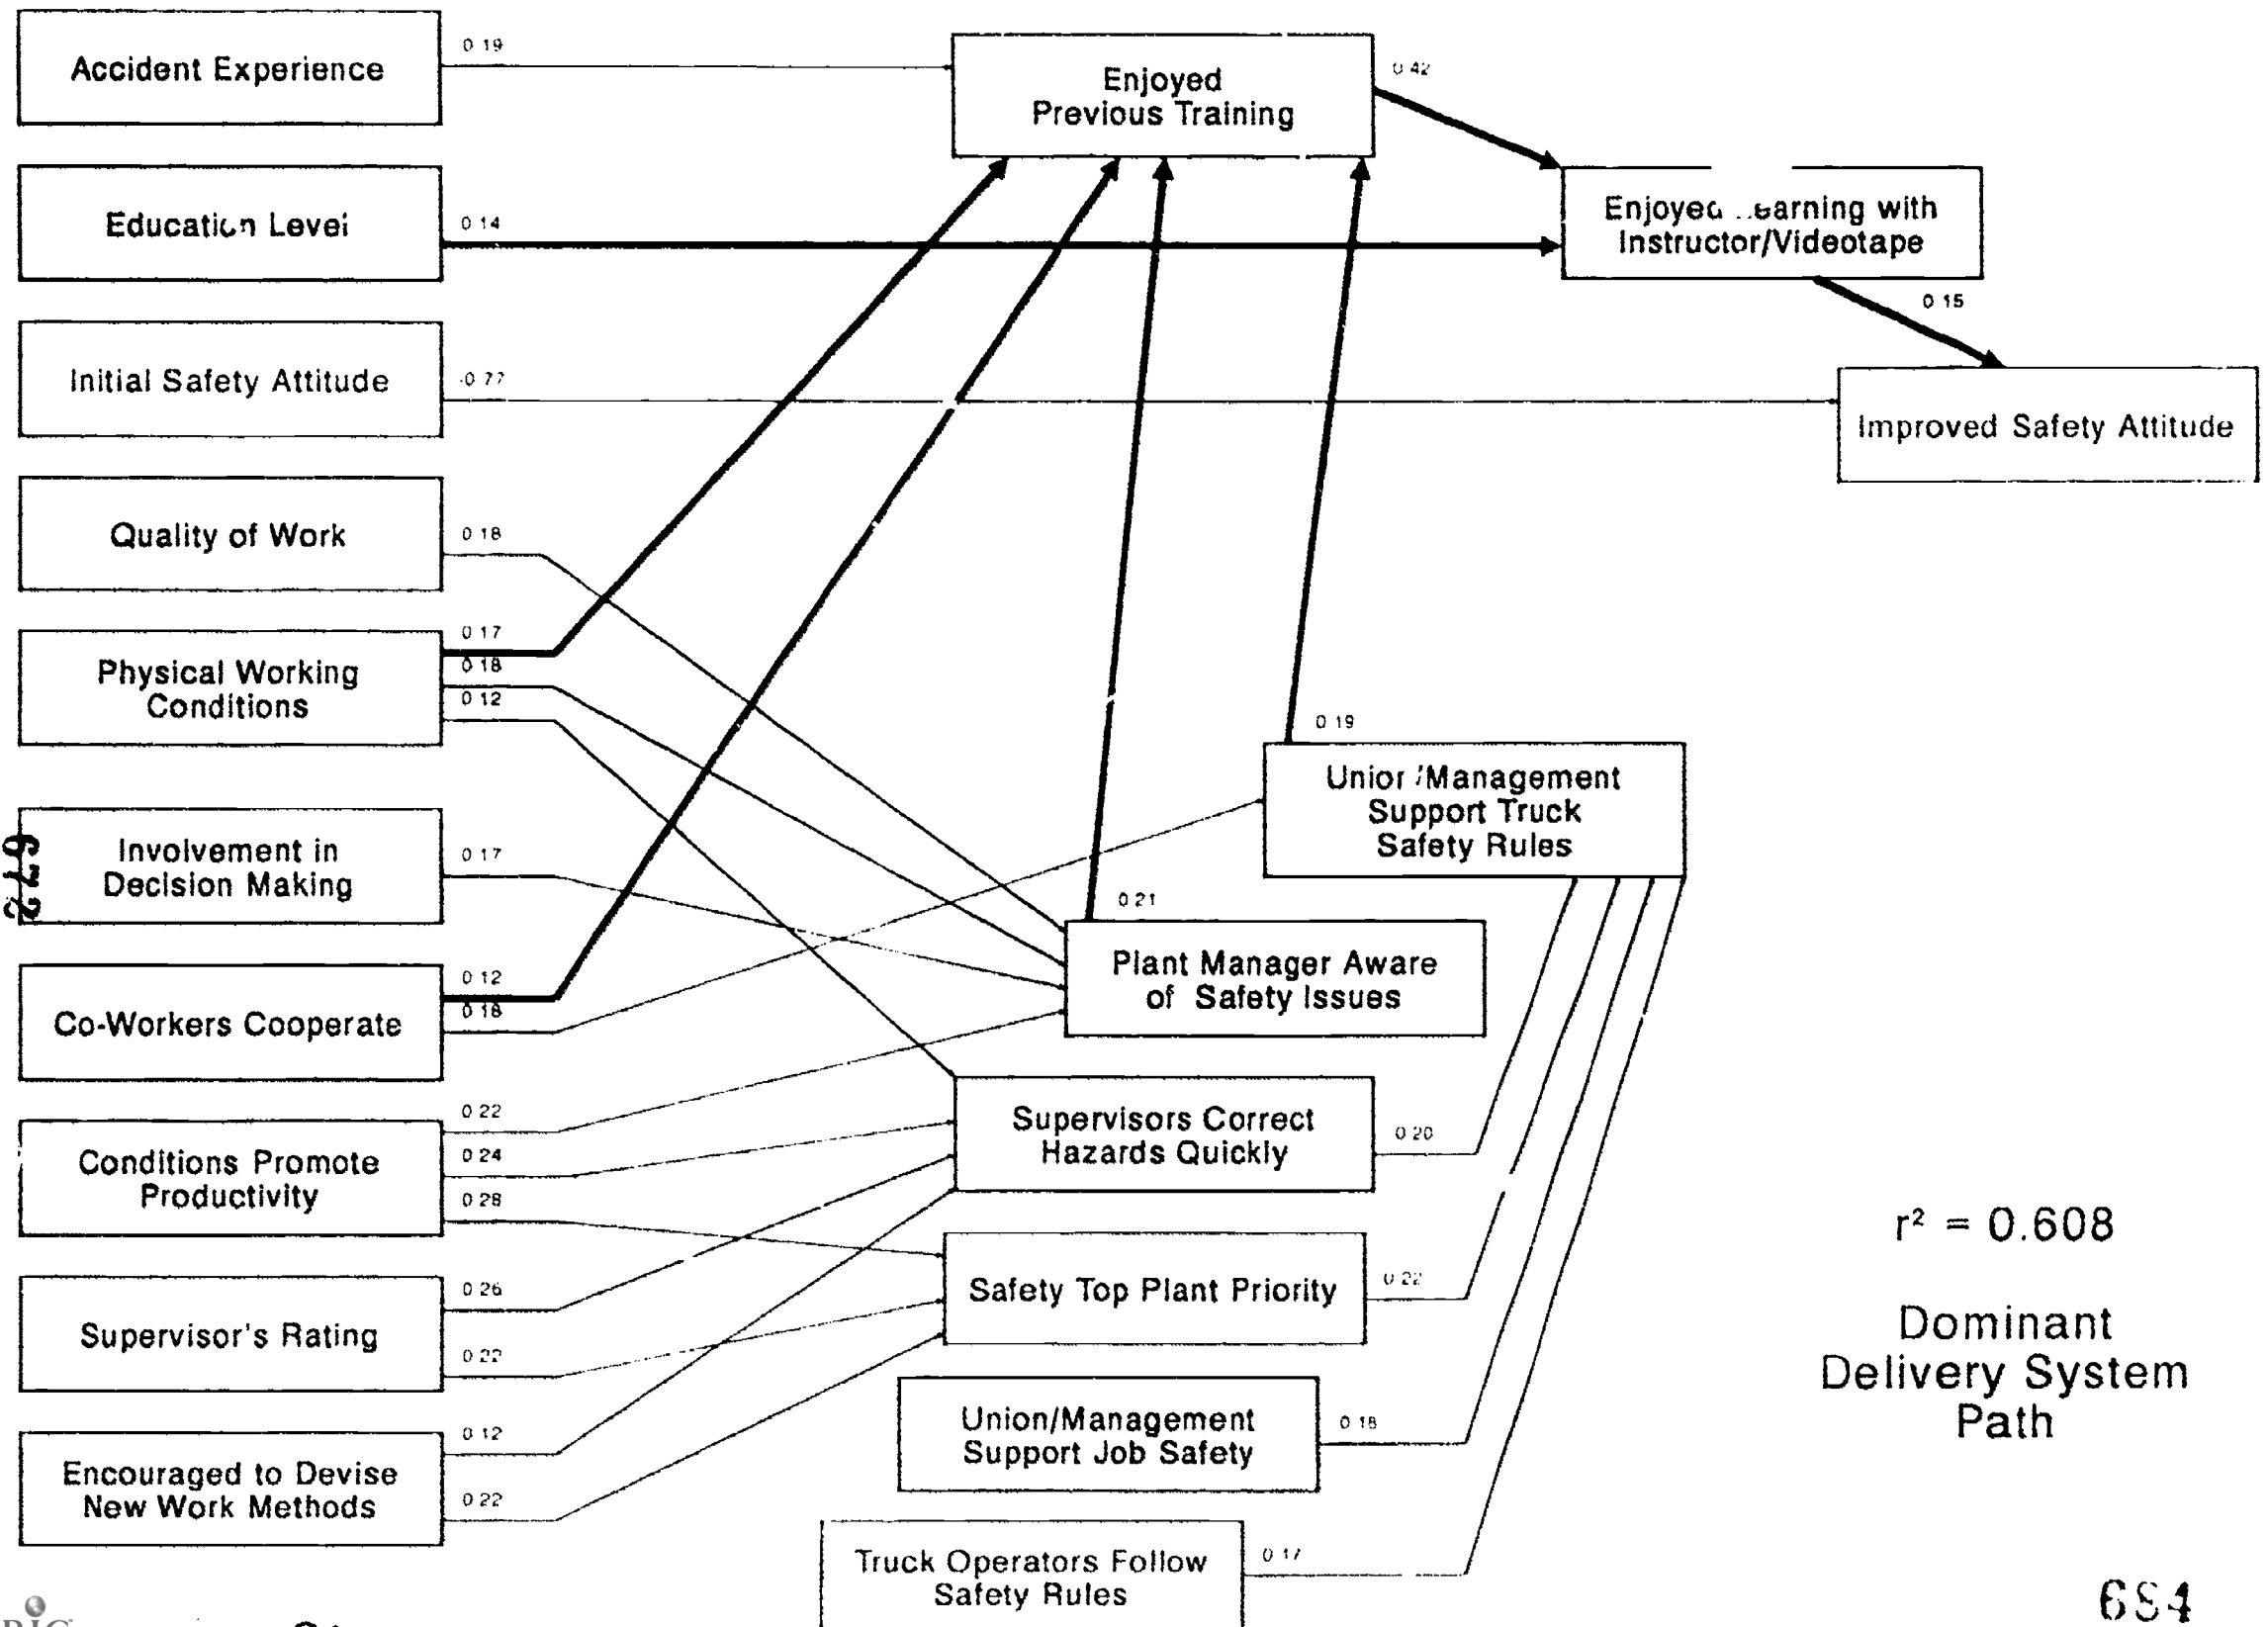 Accident Experience
0 19
Enjoyed
Previous Training
0 42
Education Level
0 14
Enjoyed with
Instructor/Videotape
0 15
Initial Safety Attitude
-0 77
Improved Safety Attitude
Quality of Work
0 18
Physical Working
Conditions
0 17
0 18
0 12
0 19
Union/Management
Support Truck
Safety Rules
672
Involvement in
Decision Making
0 17
0 21
Plant Manager Aware
of Safety Issues
Co-Workers Cooperate
0 12
0 18
Conditions Promote
Productivity
0 22
0 24
0 28
Supervisors Correct
Hazards Quickly
0 20
Supervisor's Rating
0 26
0 22
Safety Top Plant Priority
0 22
r² = 0.608
Dominant
Delivery System
Path
Encouraged to Devise
New Work Methods
0 12
0 22
Union/Management
Support Job Safety
0 18
Truck Operators Follow
Safety Rules
0 17
684